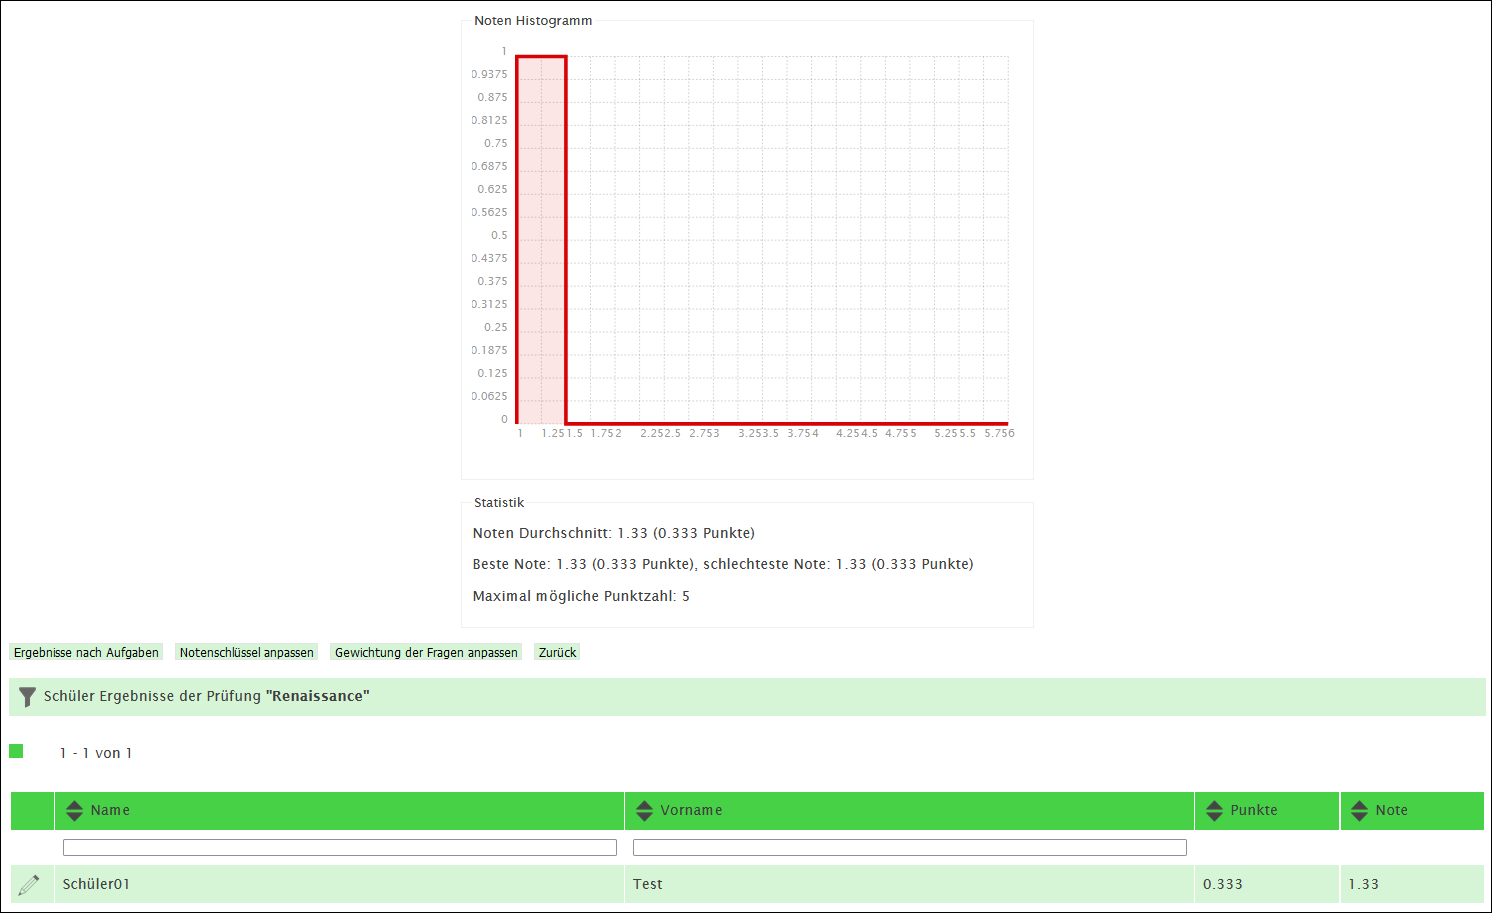 Noten Histogramm
1
0.9375
0.875
0.8125
0.75
0.6875
0.625
0.5625
0.5
0.4375
0.375
0.3125
0.25
0.1875
0.125
0.0625
0
1 1.25 1.5 1.75 2 2.25 2.5 2.75 3 3.25 3.5 3.75 4 4.25 4.5 4.75 5 5.25 5.5 5.75 6
Statistik
Noten Durchschnitt: 1.33 (0.333 Punkte)
Beste Note: 1.33 (0.333 Punkte), schlechteste Note: 1.33 (0.333 Punkte)
Maximal mögliche Punktzahl: 5
Ergebnisse nach Aufgaben Notenschlüssel anpassen Gewichtung der Fragen anpassen Zurück
Schüler Ergebnisse der Prüfung "Renaissance"
1 - 1 von 1
Name Vorname Punkte Note
Schüler01 Test 0.333 1.33